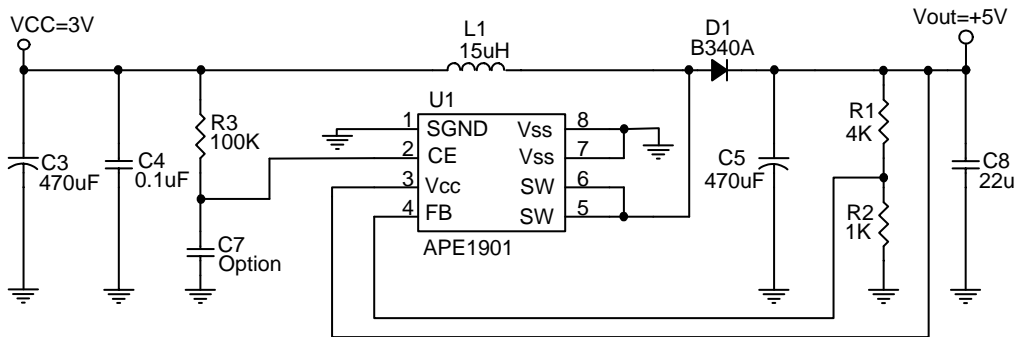 VCC=3V
Vout=+5V
L1
15uH
D1
B340A
U1
R3
100K
1
SGND
Vss
8
2
CE
Vss
7
3
Vcc
SW
6
4
FB
SW
5
APE1901
C3
470uF
C4
0.1uF
C7
Option
C5
470uF
R1
4K
R2
1K
C8
22u